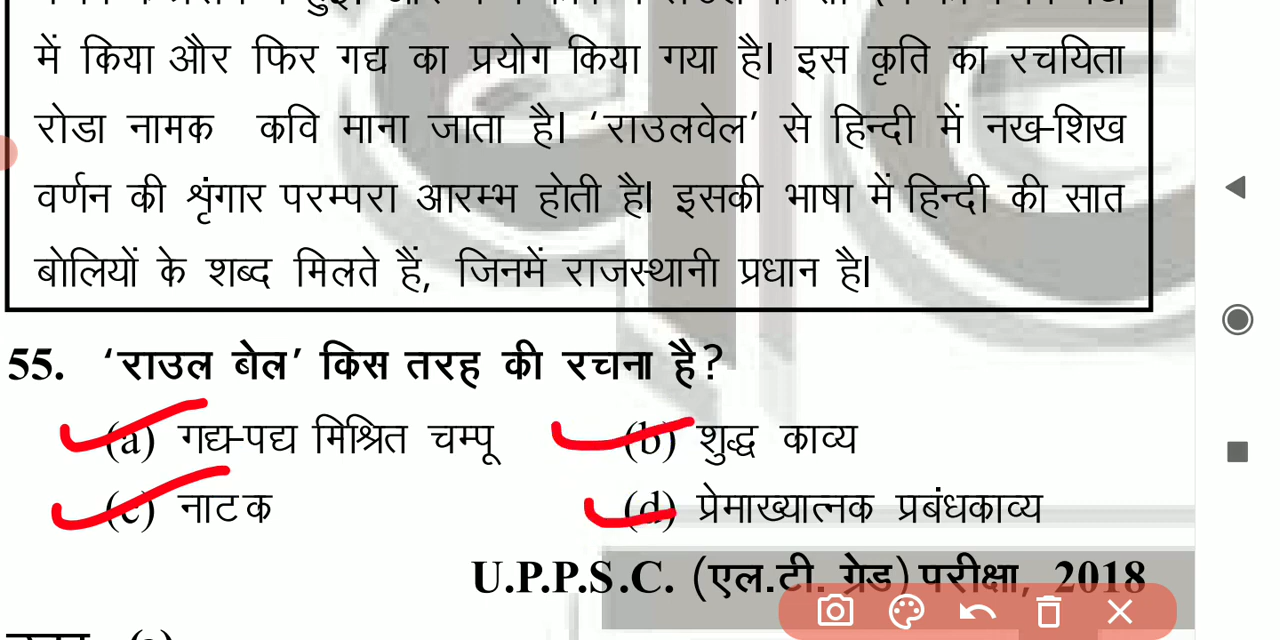 में किया और फिर गद्य का प्रयोग किया गया है। इस कृति का रचयिता
रोडा नामक कवि माना जाता है। ‘राउलवेल’ से हिन्दी में नख-शिख
वर्णन की शृंगार परम्परा आरम्भ होती है। इसकी भाषा में हिन्दी की सात
बोलियों के शब्द मिलते हैं, जिनमें राजस्थानी प्रधान है।
55. ‘राउल बेल’ किस तरह की रचना है?
(a) गद्य-पद्य मिश्रित चम्पू (b) शुद्ध काव्य
(c) नाटक (d) प्रेमाख्यात्नक प्रबंधकाव्य
U.P.P.S.C. (एल.टी. ग्रेड) परीक्षा, 2018